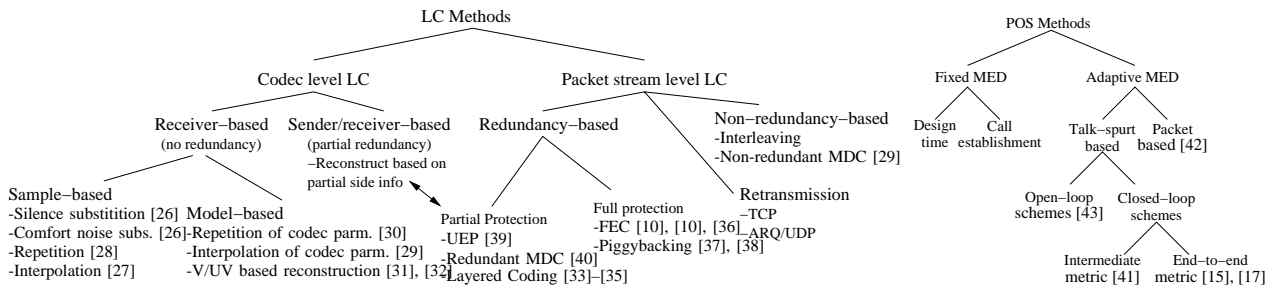 LC Methods
Codec level LC
Packet stream level LC
Receiver−based
(no redundancy)
Sender/receiver−based
(partial redundancy)
−Reconstruct based on
partial side info
Redundancy−based
Non−redundancy−based
-Interleaving
-Non−redundant MDC [29]
Sample−based
-Silence substitition [26]
-Comfort noise subs. [26]
-Repetition [28]
-Interpolation [27]
Model−based
-Repetition of codec parm. [30]
-Interpolation of codec parm. [29]
-V/UV based reconstruction [31], [32]
Partial Protection
-UEP [39]
-Redundant MDC [40]
-Layered Coding [33]−[35]
Full protection
-FEC [10], [10], [36]
-Piggybacking [37], [38]
Retransmission
−TCP
−ARQ/UDP
POS Methods
Fixed MED
Adaptive MED
Design
time
Call
establishment
Talk−spurt
based
Packet
based [42]
Open−loop
schemes [43]
Closed−loop
schemes
Intermediate
metric [41]
End−to−end
metric [15], [17]